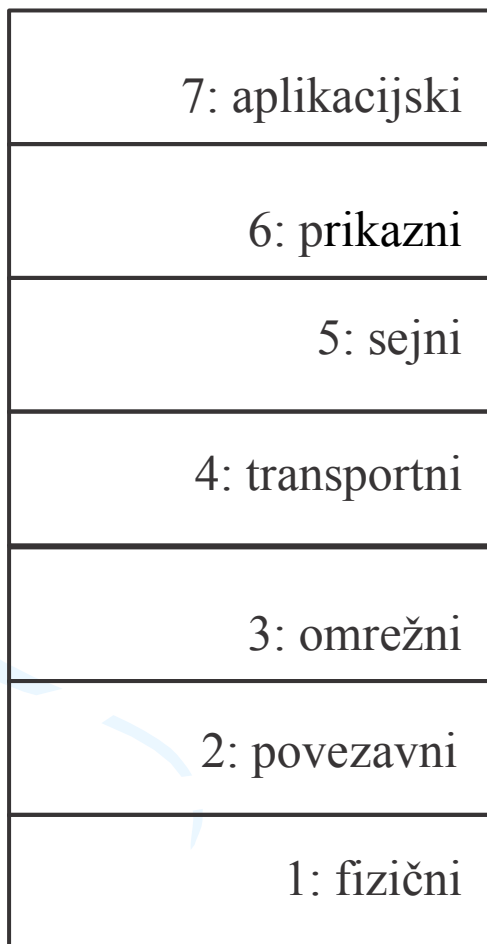 7: aplikacijski
6: prikazni
5: sejni
4: transportni
3: omrežni
2: povezavni
1: fizični